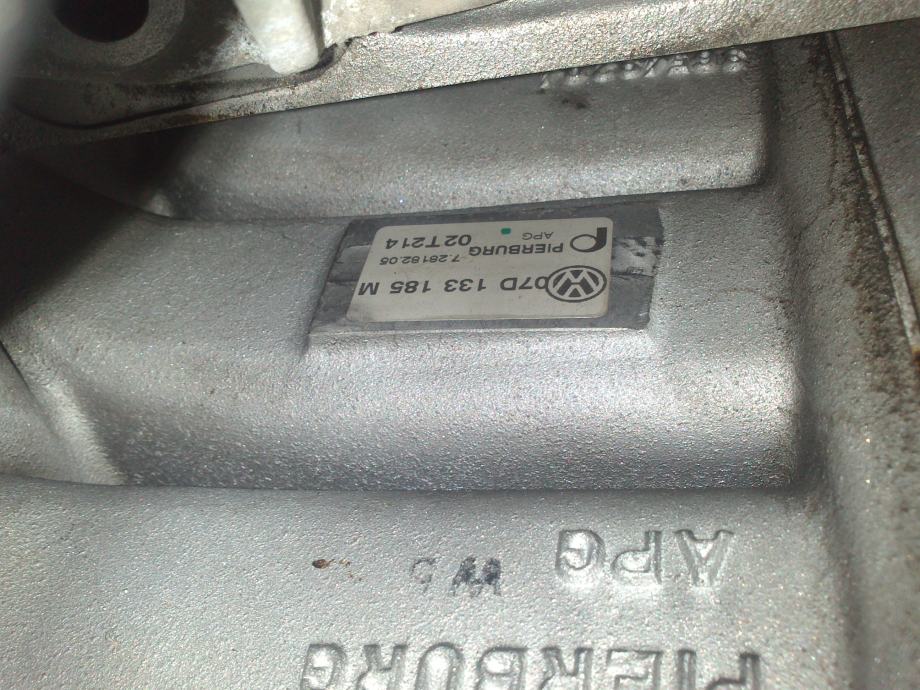 PIERBURG
APG
07D 133 185 M
7.28182.05
PIERBURG
02T214
APG